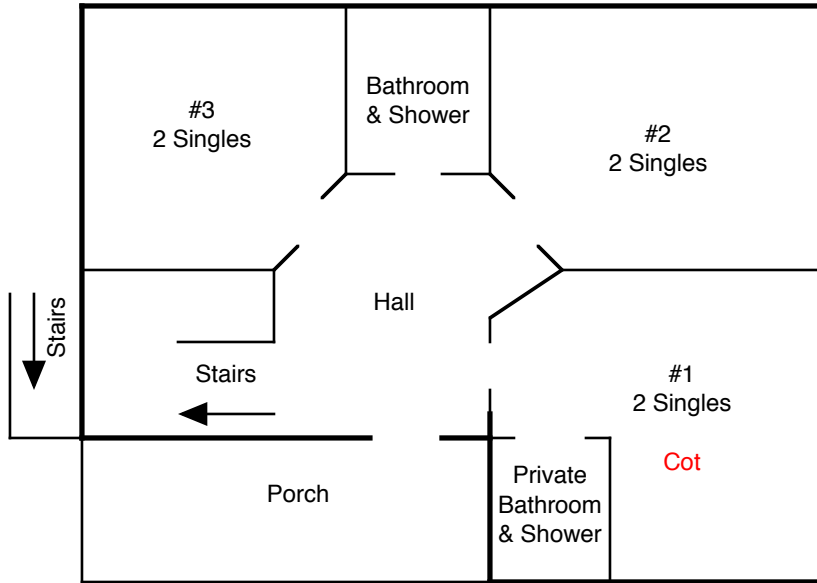 #3
2 Singles
Bathroom
& Shower
#2
2 Singles
Hall
Stairs
Stairs
#1
2 Singles
Cot
Porch
Private
Bathroom
& Shower